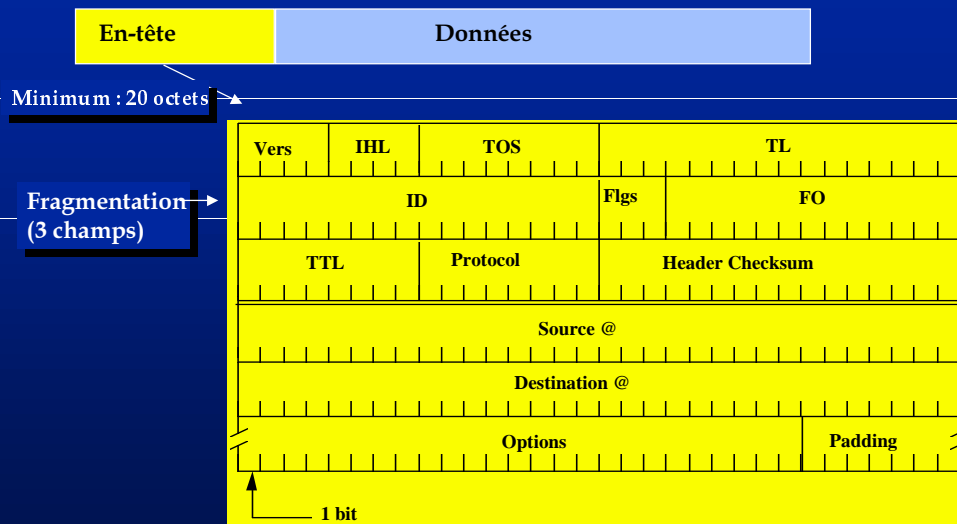 En-tête Données
Minimum : 20 octets
Vers IHL TOS TL
Fragmentation
(3 champs)
ID Flgs FO
TTL Protocol Header Checksum
Source @
Destination @
Options Padding
1 bit